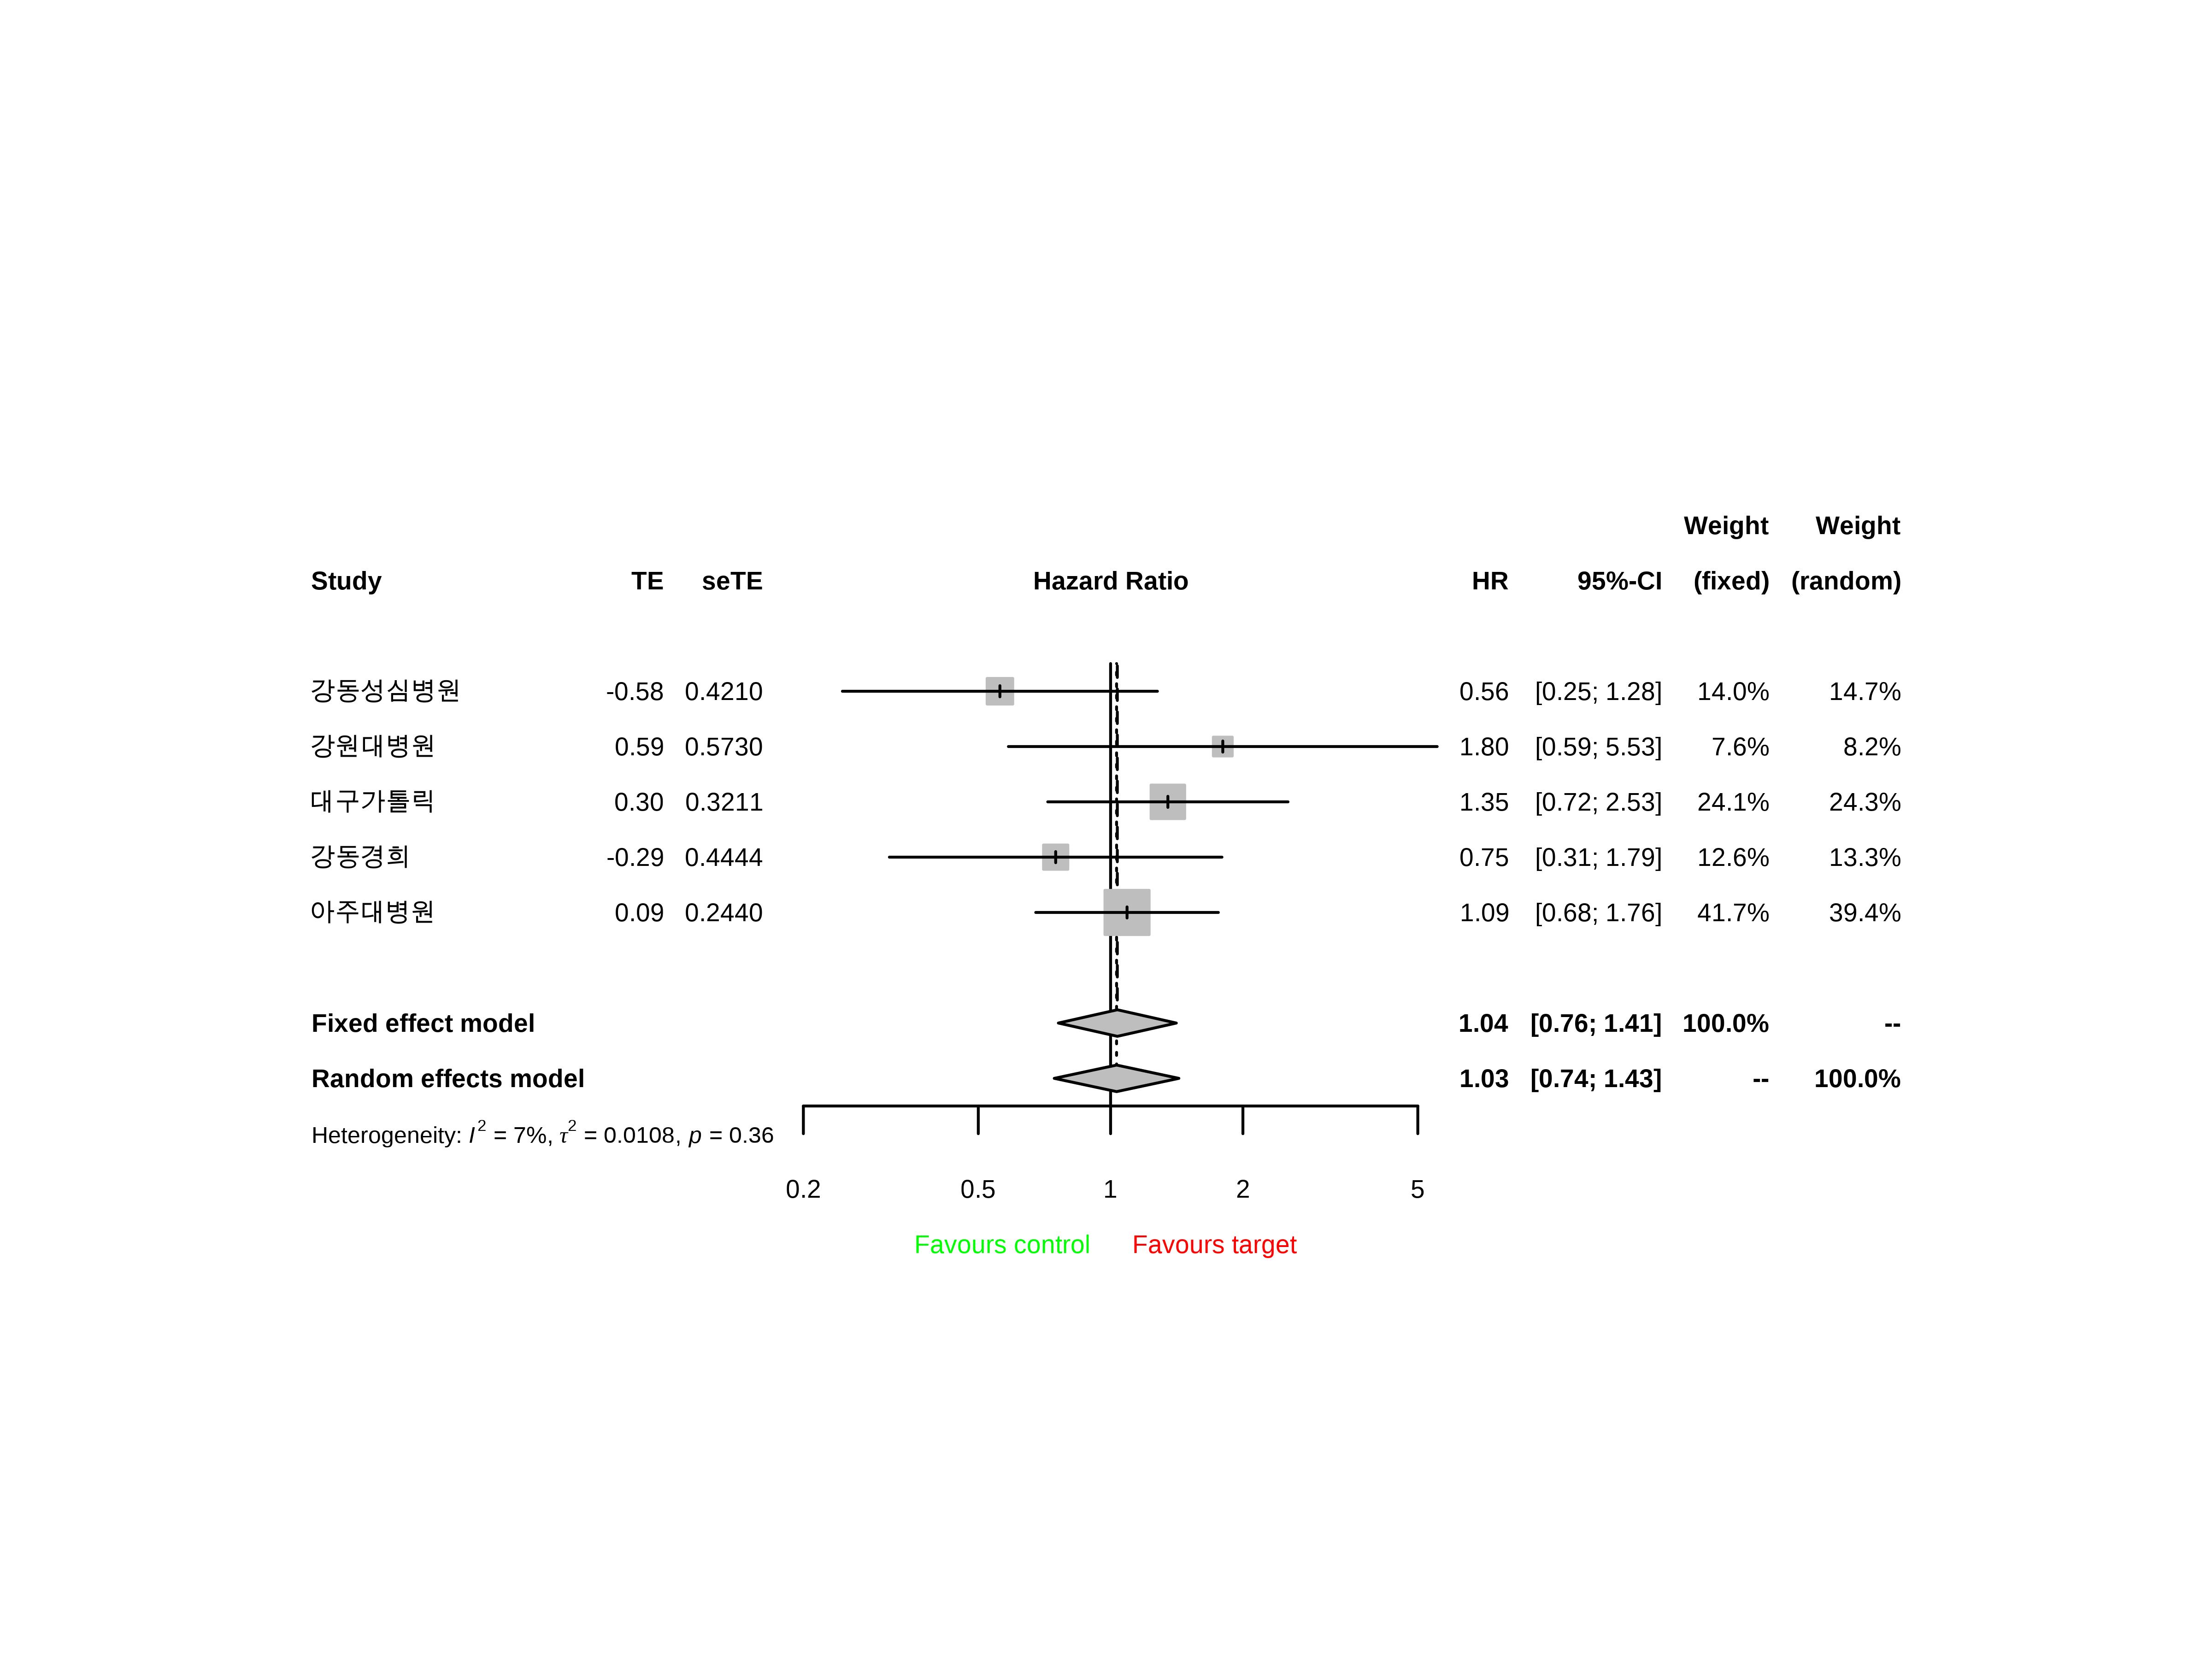 Weight Weight
Study TE seTE Hazard Ratio HR 95%-CI (fixed) (random)
강동성심병원 -0.58 0.4210 0.56 [0.25; 1.28] 14.0% 14.7%
강원대병원 0.59 0.5730 1.80 [0.59; 5.53] 7.6% 8.2%
대구가톨릭 0.30 0.3211 1.35 [0.72; 2.53] 24.1% 24.3%
강동경희 -0.29 0.4444 0.75 [0.31; 1.79] 12.6% 13.3%
아주대병원 0.09 0.2440 1.09 [0.68; 1.76] 41.7% 39.4%
Fixed effect model 1.04 [0.76; 1.41] 100.0% --
Random effects model 1.03 [0.74; 1.43] -- 100.0%
Heterogeneity: I² = 7%, τ² = 0.0108, p = 0.36
0.2 0.5 1 2 5
Favours control Favours target